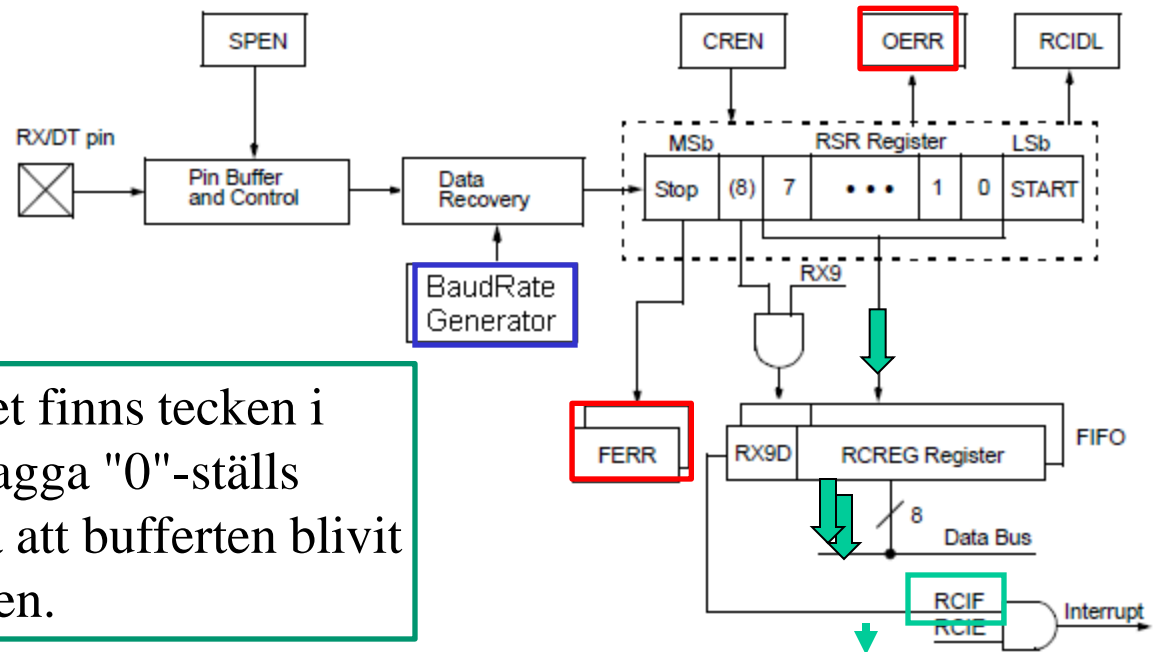 SPEN
CREN
OERR
RCIDL
RX/DT pin
MSb
RSR Register
LSb
Pin Buffer
and Control
Data
Recovery
Stop (8) 7 • • • 1 0 START
BaudRate
Generator
RX9
et finns tecken i
agga "0"-ställs
att bufferten blivit
en.
FERR
RX9D
RCREG Register
FIFO
8
Data Bus
RCIF
RCIE
Interrupt